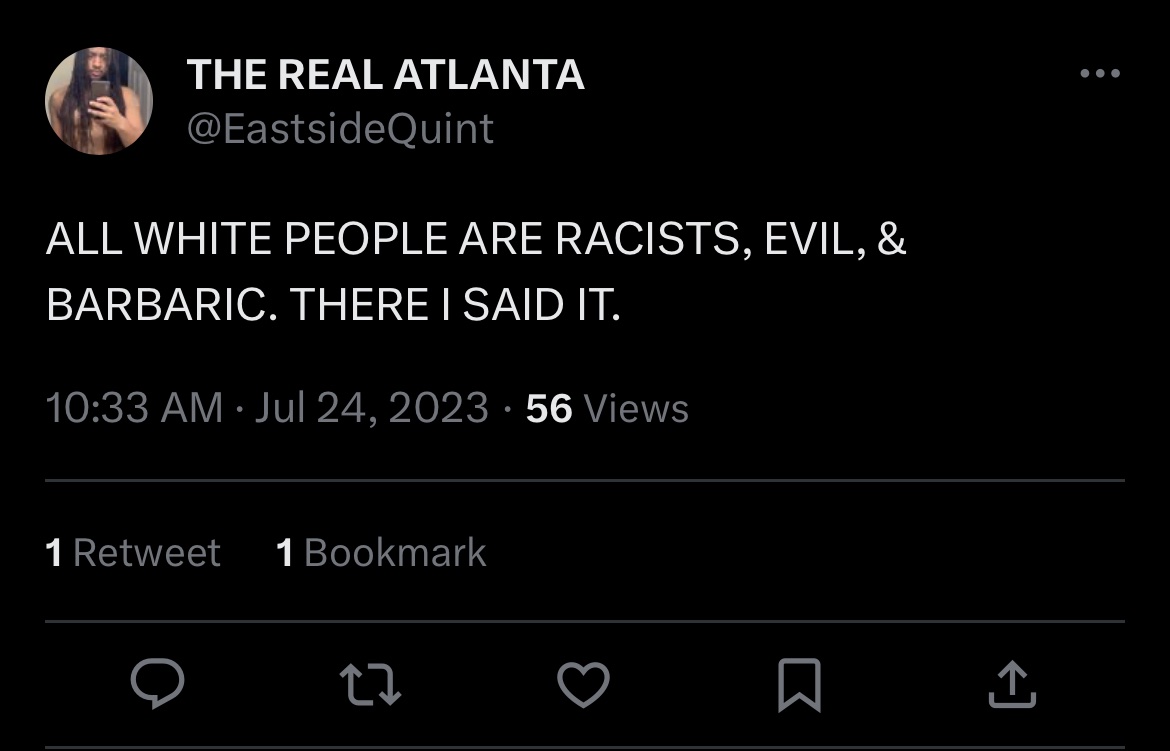 THE REAL ATLANTA
@EastsideQuint
ALL WHITE PEOPLE ARE RACISTS, EVIL, &
BARBARIC. THERE I SAID IT.
10:33 AM · Jul 24, 2023 · 56 Views
1 Retweet 1 Bookmark